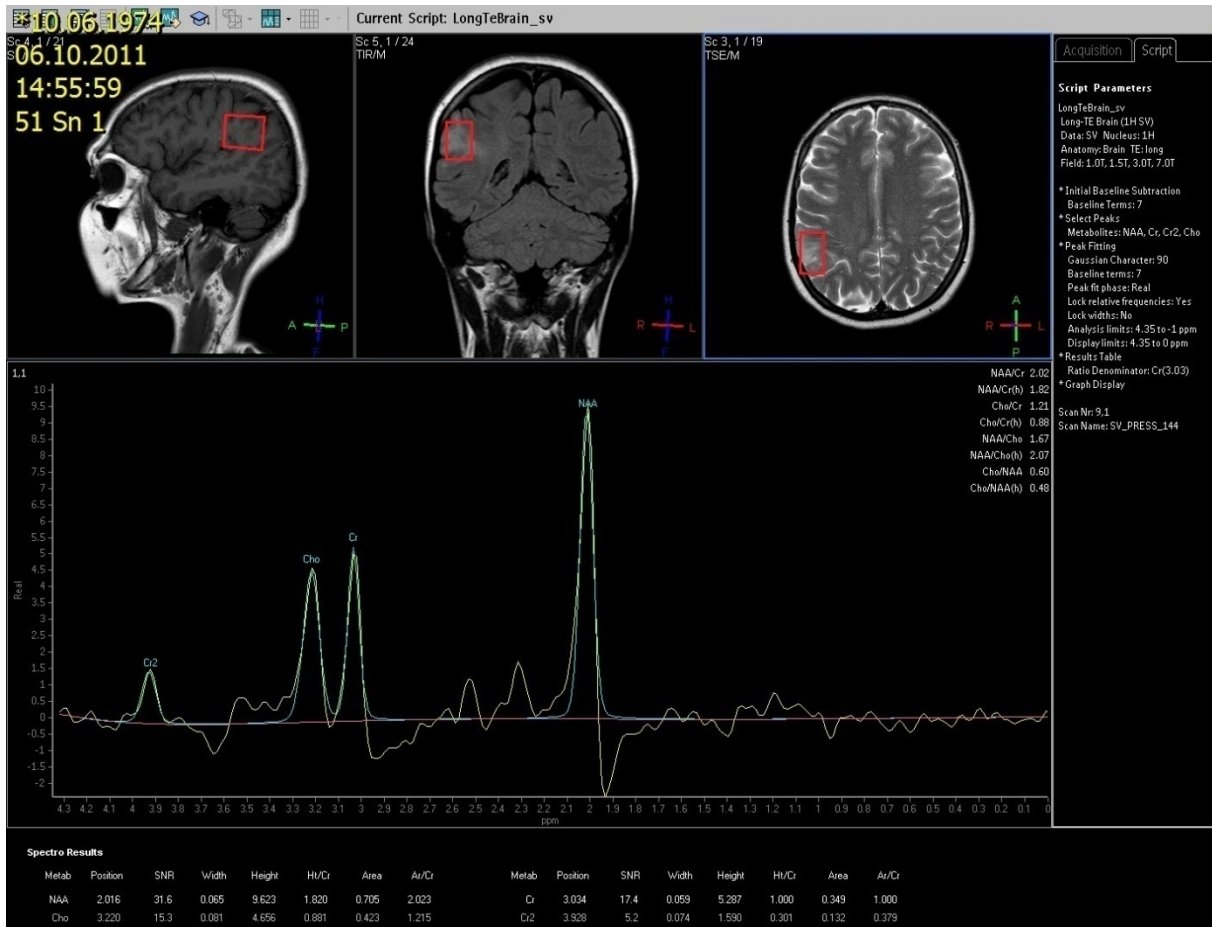 Current Script: LongTeBrain_sv
*10.06.1974
06.10.2011
14:55:59
51 Sn 1
Sc 4, 1 / 21
Sc 5, 1 / 24
TIR/M
Sc 3, 1 / 19
TSE/M
H
A P
F
H
R L
F
A
R L
P
Acquisition Script
Script Parameters
LongTeBrain_sv
Long-TE Brain (1H SV)
Data: SV Nucleus: 1H
Anatomy: Brain TE: long
Field: 1.0T, 1.5T, 3.0T, 7.0T
* Initial Baseline Subtraction
Baseline Terms: 7
* Select Peaks
Metabolites: NAA, Cr, Cr2, Cho
* Peak Fitting
Gaussian Character: 90
Baseline terms: 7
Peak fit phase: Real
Lock relative frequencies: Yes
Lock widths: No
Analysis limits: 4.35 to -1 ppm
Display limits: 4.35 to 0 ppm
* Results Table
Ratio Denominator: Cr(3.03)
* Graph Display
Scan Nr: 9,1
Scan Name: SV_PRESS_144
1,1
NAA/Cr 2.02
NAA/Cr(h) 1.82
Cho/Cr 1.21
Cho/Cr(h) 0.88
NAA/Cho 1.67
NAA/Cho(h) 2.07
Cho/NAA 0.60
Cho/NAA(h) 0.48
10
9.5
9
8.5
8
7.5
7
6.5
6
5.5
5
4.5
4
3.5
3
2.5
2
1.5
1
0.5
0
-0.5
-1
-1.5
-2
Real
NAA
Cr
Cho
Cr2
4.3 4.2 4.1 4 3.9 3.8 3.7 3.6 3.5 3.4 3.3 3.2 3.1 3 2.9 2.8 2.7 2.6 2.5 2.4 2.3 2.2 2.1 2 1.9 1.8 1.7 1.6 1.5 1.4 1.3 1.2 1.1 1 0.9 0.8 0.7 0.6 0.5 0.4 0.3 0.2 0.1 0
ppm
Spectro Results
Metab Position SNR Width Height Ht/Cr Area Ar/Cr Metab Position SNR Width Height Ht/Cr Area Ar/Cr
NAA 2.016 31.6 0.065 9.623 1.820 0.705 2.023 Cr 3.034 17.4 0.059 5.287 1.000 0.349 1.000
Cho 3.220 15.3 0.081 4.656 0.881 0.423 1.215 Cr2 3.928 5.2 0.074 1.590 0.301 0.132 0.379